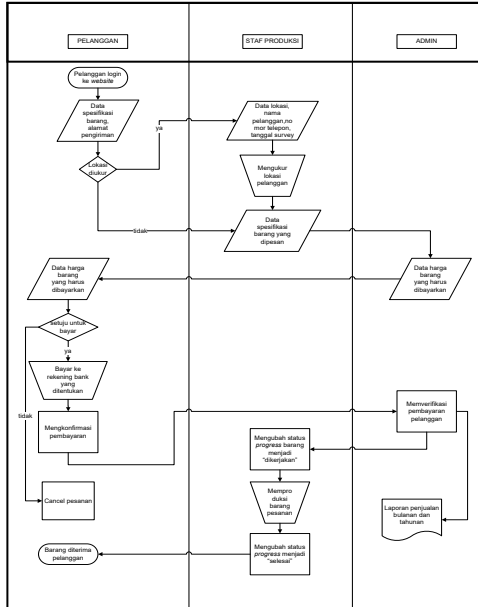 PELANGGAN
STAF PRODUKSI
ADMIN
Pelanggan login
ke website
Data
spesifikasi
barang,
alamat
pengiriman
Lokasi
diukur
ya
tidak
Data lokasi,
nama
pelanggan,no
mor telepon,
tanggal survey
Mengukur
lokasi
pelanggan
Data
spesifikasi
barang yang
dipesan
Data harga
barang
yang harus
dibayarkan
Data harga
barang
yang harus
dibayarkan
setuju untuk
bayar
ya
tidak
Bayar ke
rekening bank
yang
ditentukan
Mengkonfirmasi
pembayaran
Memverifikasi
pembayaran
pelanggan
Mengubah status
progress barang
menjadi
“dikerjakan”
Cancel pesanan
Mempro
duksi
barang
pesanan
Laporan penjualan
bulanan dan
tahunan
Mengubah status
progress menjadi
“selesai”
Barang diterima
pelanggan